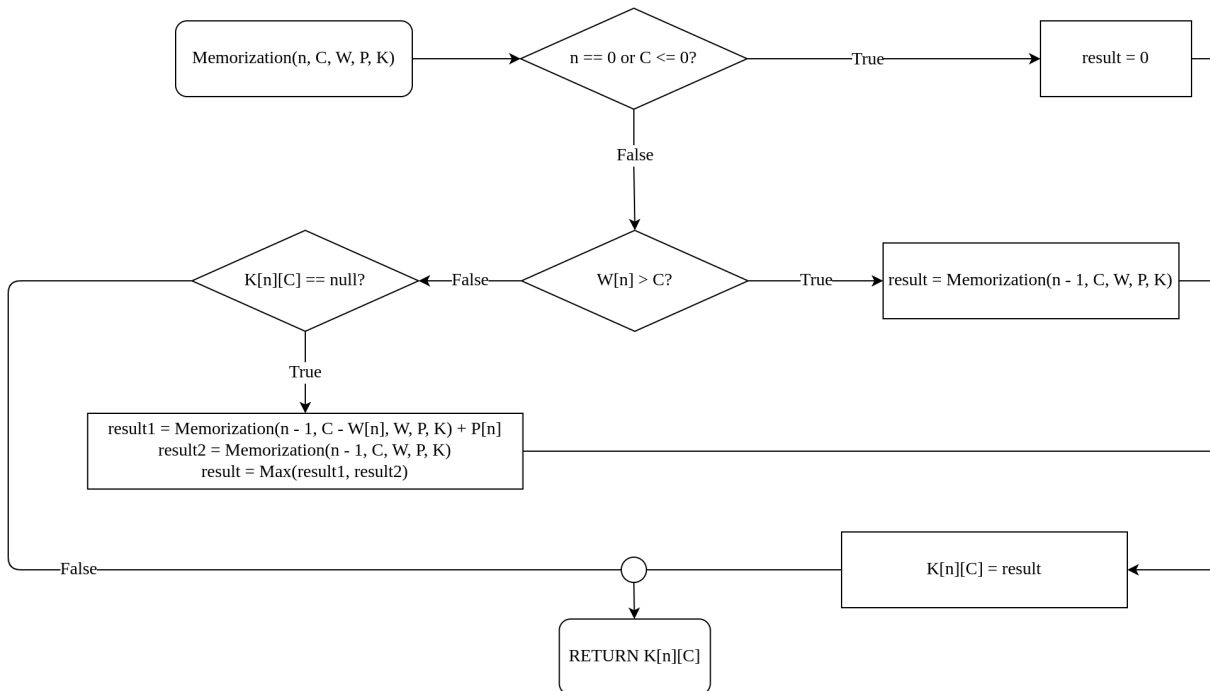 Memorization(n, C, W, P, K)
n == 0 or C <= 0?
True
result = 0
False
K[n][C] == null?
False
W[n] > C?
True
result = Memorization(n - 1, C, W, P, K)
True
result1 = Memorization(n - 1, C - W[n], W, P, K) + P[n]
result2 = Memorization(n - 1, C, W, P, K)
result = Max(result1, result2)
False
K[n][C] = result
RETURN K[n][C]